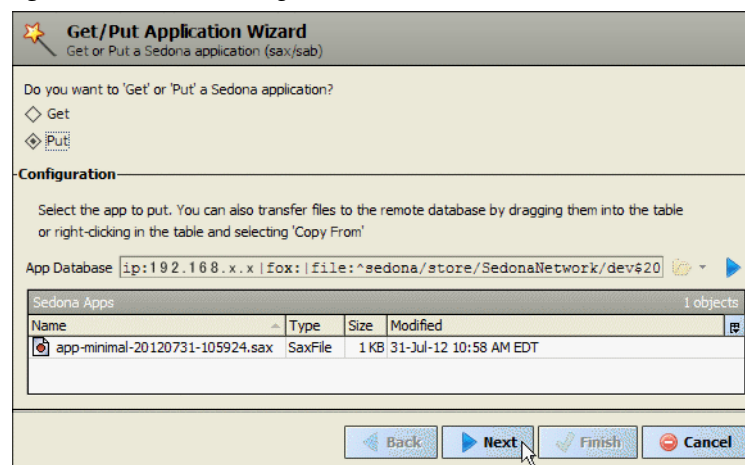 Get/Put Application Wizard
Get or Put a Sedona application (sax/sab)
Do you want to 'Get' or 'Put' a Sedona application?
Get
Put
Configuration
Select the app to put. You can also transfer files to the remote database by dragging them into the table
or right-clicking in the table and selecting 'Copy From'
App Database ip:192.168.x.x|fox:|file:^sedona/store/SedonaNetwork/dev$20
Sedona Apps 1 objects
Name Type Size Modified
app-minimal-20120731-105924.sax SaxFile 1 KB 31-Jul-12 10:58 AM EDT
Back Next Finish Cancel